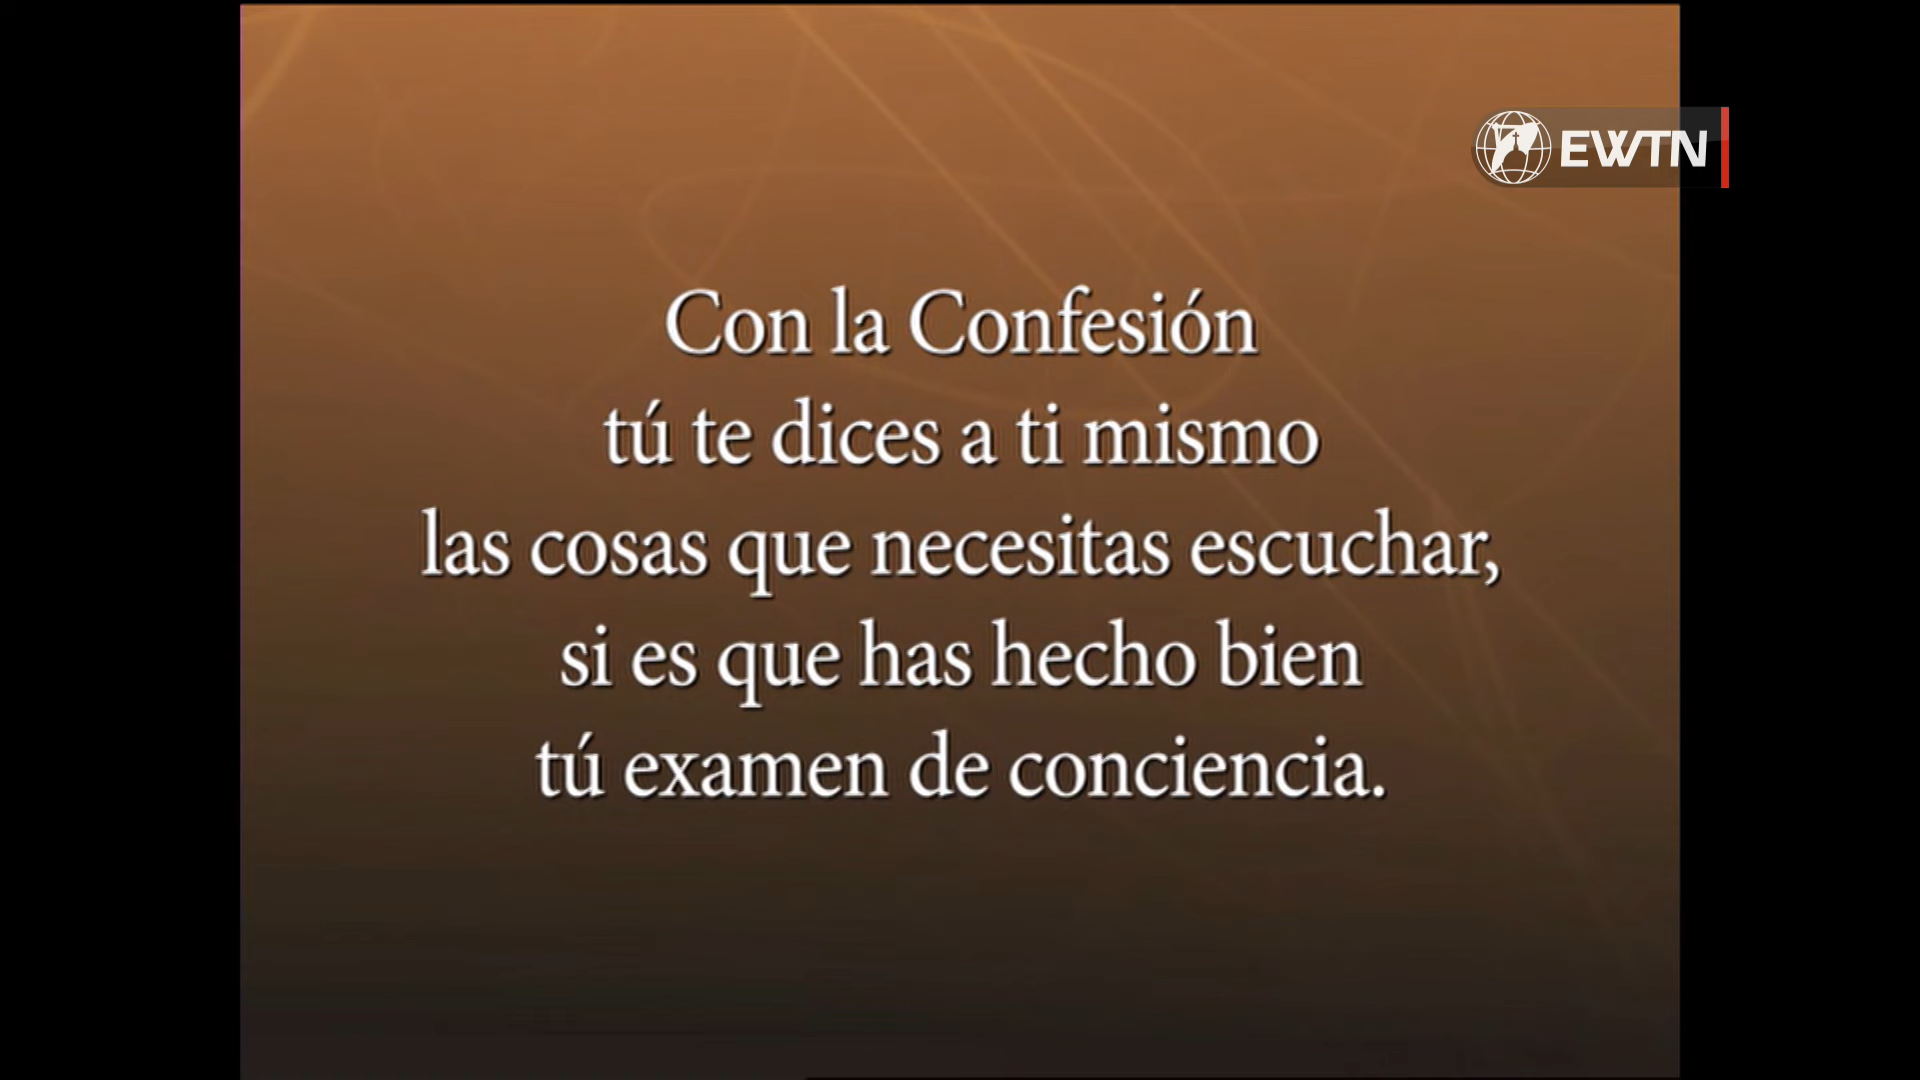 EWTN
Con la Confesión
tú te dices a ti mismo
las cosas que necesitas escuchar,
si es que has hecho bien
tú examen de conciencia.